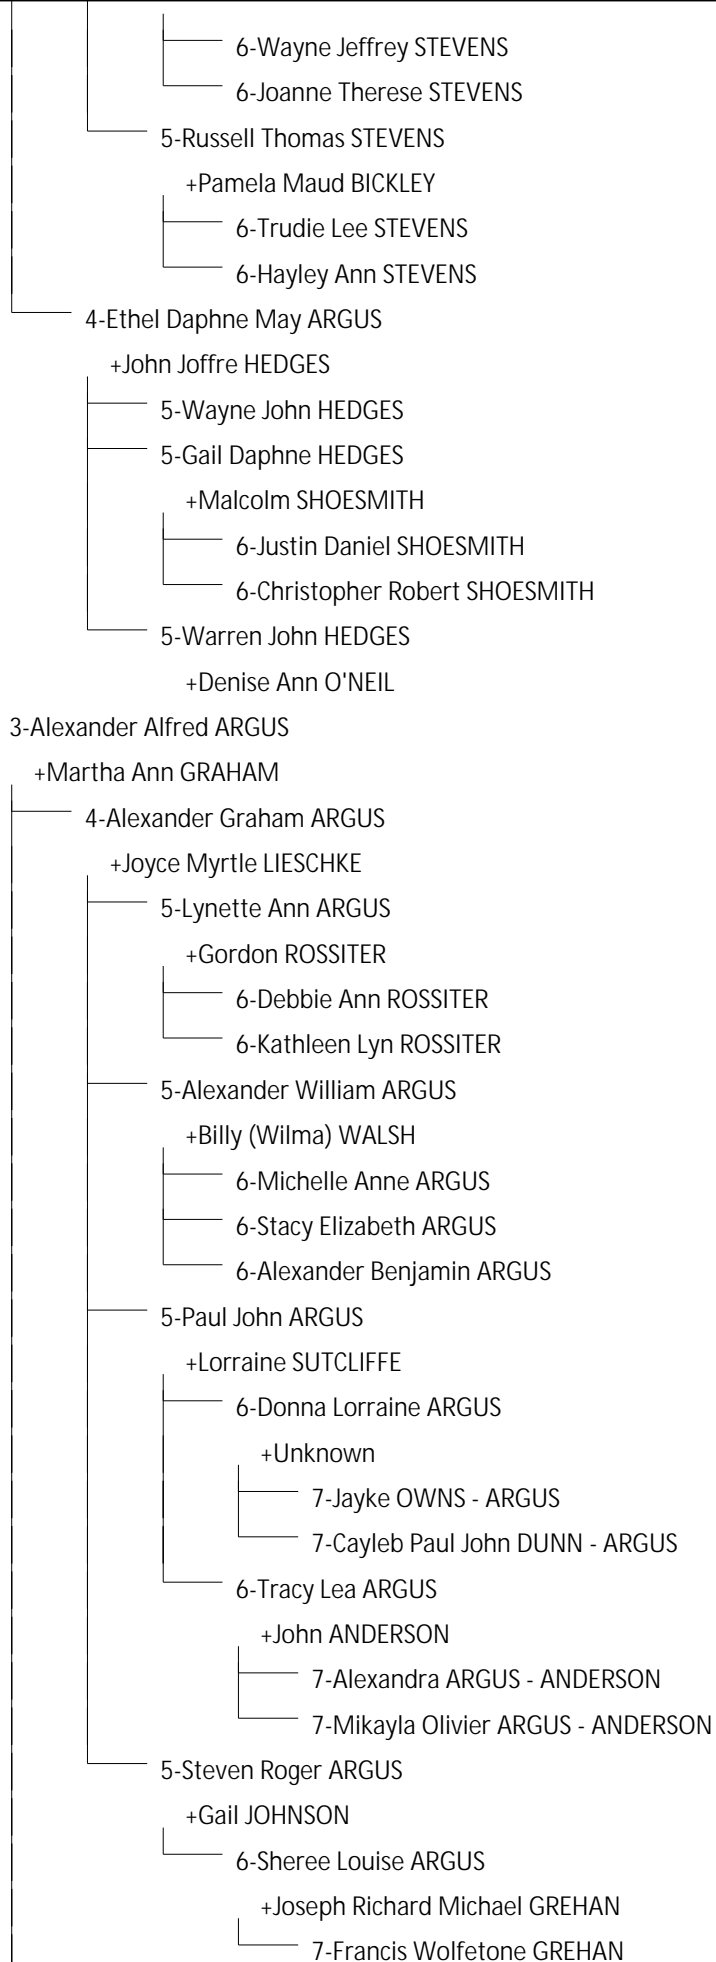 6-Wayne Jeffrey STEVENS
6-Joanne Therese STEVENS
5-Russell Thomas STEVENS
+Pamela Maud BICKLEY
6-Trudie Lee STEVENS
6-Hayley Ann STEVENS
4-Ethel Daphne May ARGUS
+John Joffre HEDGES
5-Wayne John HEDGES
5-Gail Daphne HEDGES
+Malcolm SHOESMITH
6-Justin Daniel SHOESMITH
6-Christopher Robert SHOESMITH
5-Warren John HEDGES
+Denise Ann O'NEIL
3-Alexander Alfred ARGUS
+Martha Ann GRAHAM
4-Alexander Graham ARGUS
+Joyce Myrtle LIESCHKE
5-Lynette Ann ARGUS
+Gordon ROSSITER
6-Debbie Ann ROSSITER
6-Kathleen Lyn ROSSITER
5-Alexander William ARGUS
+Billy (Wilma) WALSH
6-Michelle Anne ARGUS
6-Stacy Elizabeth ARGUS
6-Alexander Benjamin ARGUS
5-Paul John ARGUS
+Lorraine SUTCLIFFE
6-Donna Lorraine ARGUS
+Unknown
7-Jayke OWNS - ARGUS
7-Cayleb Paul John DUNN - ARGUS
6-Tracy Lea ARGUS
+John ANDERSON
7-Alexandra ARGUS - ANDERSON
7-Mikayla Olivier ARGUS - ANDERSON
5-Steven Roger ARGUS
+Gail JOHNSON
6-Sheree Louise ARGUS
+Joseph Richard Michael GREHAN
7-Francis Wolfetone GREHAN